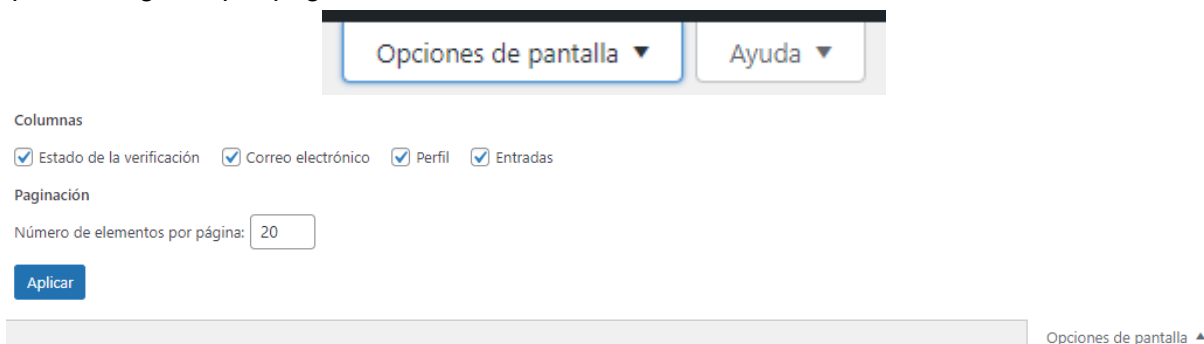 Opciones de pantalla ▼ Ayuda ▼
Columnas
Estado de la verificación Correo electrónico Perfil Entradas
Paginación
Número de elementos por página: 20
Aplicar
Opciones de pantalla ▲